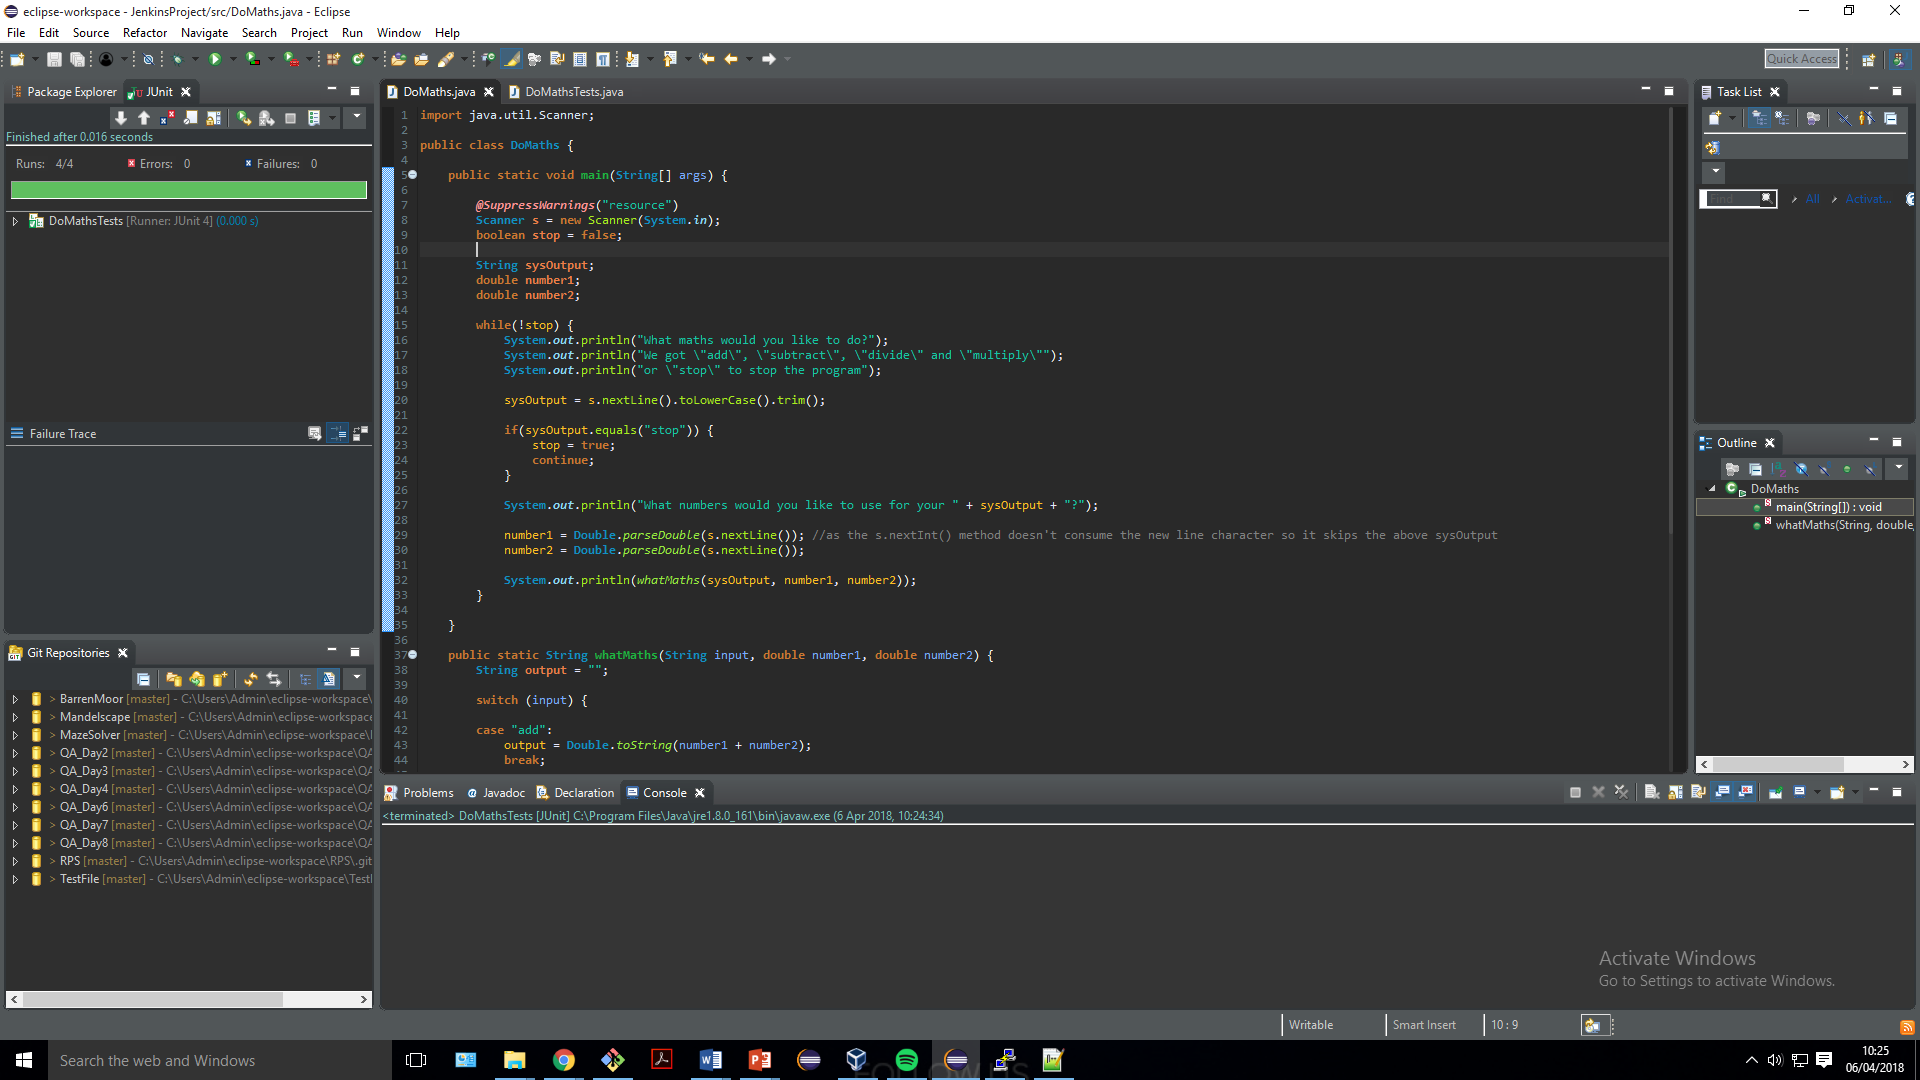 eclipse-workspace - JenkinsProject/src/DoMaths.java - Eclipse
File Edit Source Refactor Navigate Search Project Run Window Help
Quick Access
Package Explorer
JUnit
Finished after 0.016 seconds
Runs: 4/4
Errors: 0
Failures: 0
DoMathsTests [Runner: JUnit 4] (0.000 s)
Failure Trace
Git Repositories
> BarrenMoor [master] - C:\Users\Admin\eclipse-workspace\
> Mandelscape [master] - C:\Users\Admin\eclipse-workspace
> MazeSolver [master] - C:\Users\Admin\eclipse-workspace\
> QA_Day2 [master] - C:\Users\Admin\eclipse-workspace\QA
> QA_Day3 [master] - C:\Users\Admin\eclipse-workspace\QA
> QA_Day4 [master] - C:\Users\Admin\eclipse-workspace\QA
> QA_Day6 [master] - C:\Users\Admin\eclipse-workspace\QA
> QA_Day7 [master] - C:\Users\Admin\eclipse-workspace\QA
> QA_Day8 [master] - C:\Users\Admin\eclipse-workspace\QA
> RPS [master] - C:\Users\Admin\eclipse-workspace\RPS\.git
> TestFile [master] - C:\Users\Admin\eclipse-workspace\Test
DoMaths.java
DoMathsTests.java
1 import java.util.Scanner;
2
3 public class DoMaths {
4
5 public static void main(String[] args) {
6
7 @SuppressWarnings("resource")
8 Scanner s = new Scanner(System.in);
9 boolean stop = false;
10
11 String sysOutput;
12 double number1;
13 double number2;
14
15 while(!stop) {
16 System.out.println("What maths would you like to do?");
17 System.out.println("We got \"add\", \"subtract\", \"divide\" and \"multiply\"");
18 System.out.println("or \"stop\" to stop the program");
19
20 sysOutput = s.nextLine().toLowerCase().trim();
21
22 if(sysOutput.equals("stop")) {
23 stop = true;
24 continue;
25 }
26
27 System.out.println("What numbers would you like to use for your " + sysOutput + "?");
28
29 number1 = Double.parseDouble(s.nextLine()); //as the s.nextInt() method doesn't consume the new line character so it skips the above sysOutput
30 number2 = Double.parseDouble(s.nextLine());
31
32 System.out.println(whatMaths(sysOutput, number1, number2));
33 }
34
35 }
36
37 public static String whatMaths(String input, double number1, double number2) {
38 String output = "";
39
40 switch (input) {
41
42 case "add":
43 output = Double.toString(number1 + number2);
44 break;
Task List
Find
All
Activat...
Outline
DoMaths
main(String[]) : void
whatMaths(String, double,
Problems
Javadoc
Declaration
Console
<terminated> DoMathsTests [JUnit] C:\Program Files\Java\jre1.8.0_161\bin\javaw.exe (6 Apr 2018, 10:24:34)
Activate Windows
Go to Settings to activate Windows.
Writable
Smart Insert
10 : 9
Search the web and Windows
10:25
06/04/2018